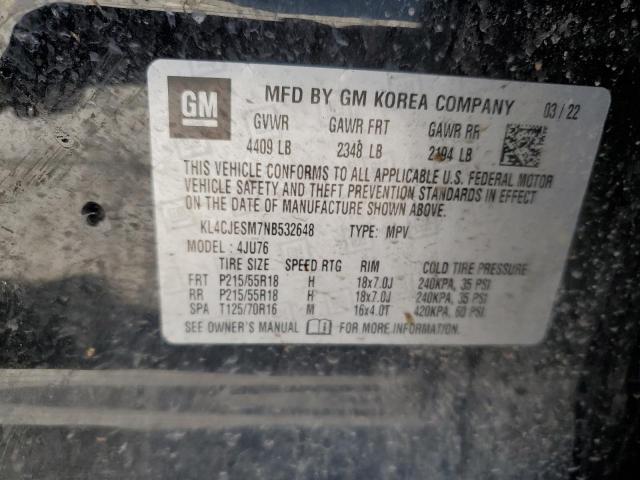 GM MFD BY GM KOREA COMPANY 03 / 22
GVWR GAWR FRT GAWR RR
4409 LB 2348 LB 2194 LB
THIS VEHICLE CONFORMS TO ALL APPLICABLE U.S. FEDERAL MOTOR
VEHICLE SAFETY AND THEFT PREVENTION STANDARDS IN EFFECT
ON THE DATE OF MANUFACTURE SHOWN ABOVE.
KL4CJESM7NB532648 TYPE: MPV
MODEL : 4JU76
TIRE SIZE SPEED RTG RIM COLD TIRE PRESSURE
FRT P215/55R18 H 18x7.0J 240KPA, 35 PSI
RR P215/55R18 H 18x7.0J 240KPA, 35 PSI
SPA T125/70R16 M 16x4.0T 420KPA, 60 PSI
SEE OWNER'S MANUAL FOR MORE INFORMATION.